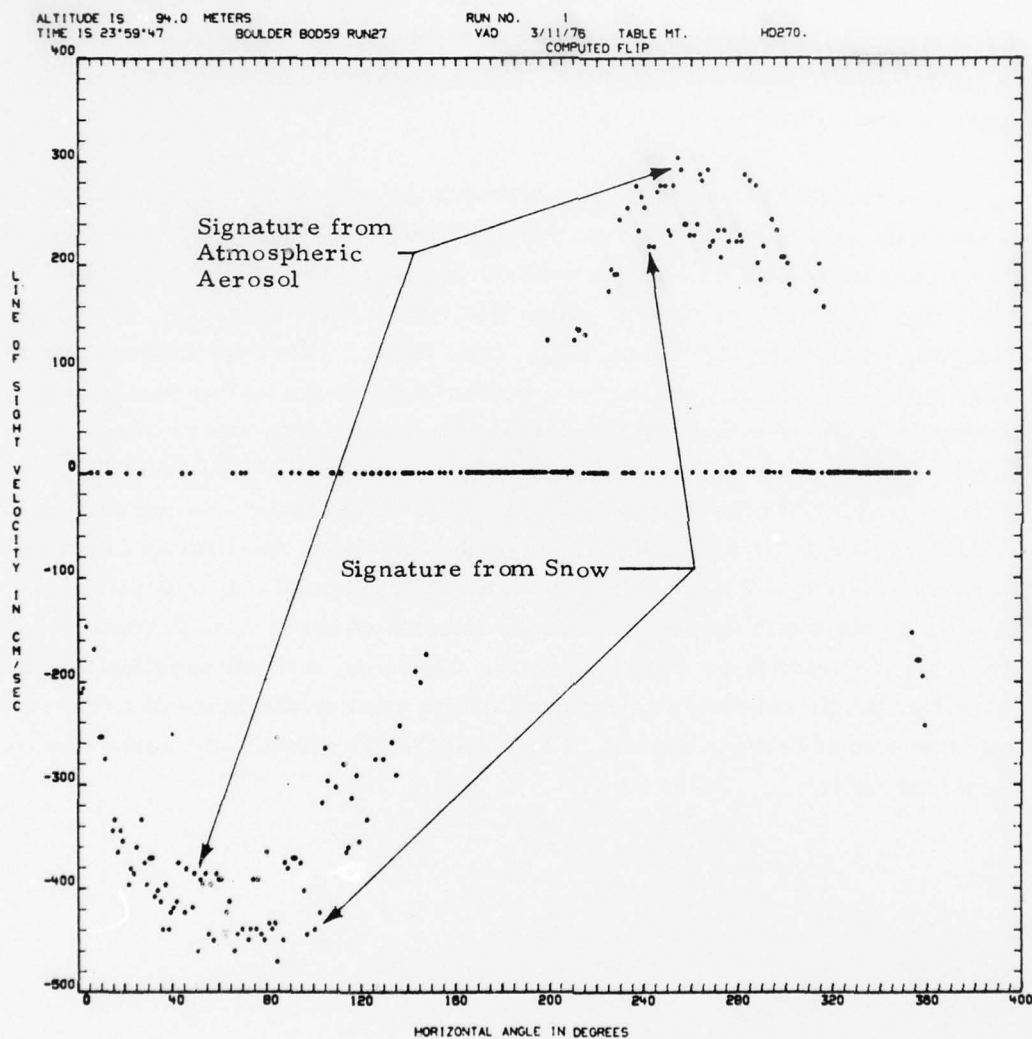 ALTITUDE IS 94.0 METERS RUN NO. 1
TIME IS 23*59*47 BOULDER BOD59 RUN27 VAD 3/11/76 TABLE MT. HD270.
COMPUTED FLIP
400
300
200
100
0
-100
-200
-300
-400
-500
LINE OF SIGHT VELOCITY IN CM/SEC
Signature from
Atmospheric
Aerosol
Signature from Snow
0 40 80 120 160 200 240 280 320 360 400
HORIZONTAL ANGLE IN DEGREES